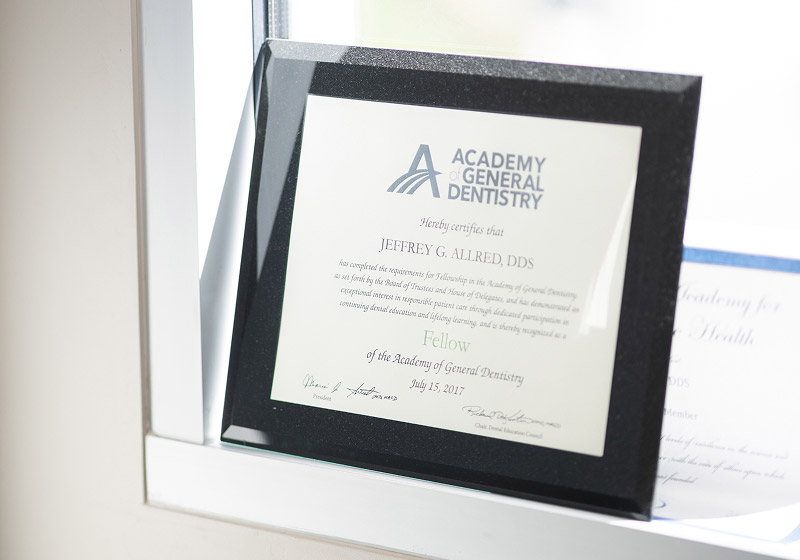 ACADEMY
of GENERAL
DENTISTRY
Hereby certifies that
JEFFREY G. ALLRED, DDS
has completed the requirements for Fellowship in the Academy of General Dentistry
as set forth by the Board of Trustees and House of Delegates, and has demonstrated an
exceptional interest in responsible patient care through dedicated participation in
continuing dental education and lifelong learning, and is thereby recognized as a
Fellow
of the Academy of General Dentistry
July 15, 2017
President
Chair, Dental Education Council
Academy for
Health
DDS
Member